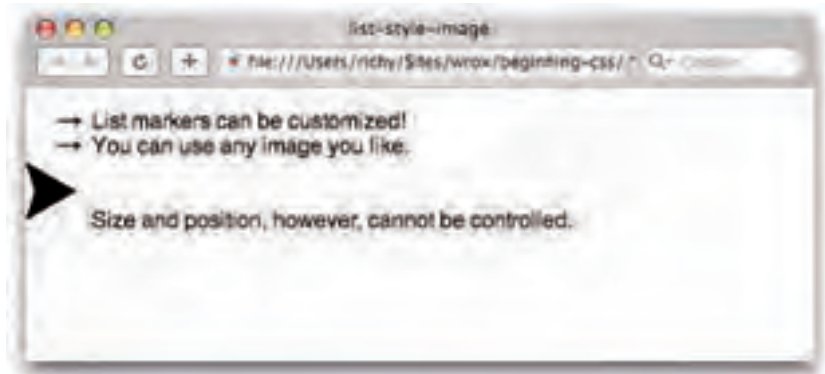 list-style-image
file:///Users/richy/Sites/wrox/beginning-css/
→ List markers can be customized!
→ You can use any image you like.
Size and position, however, cannot be controlled.